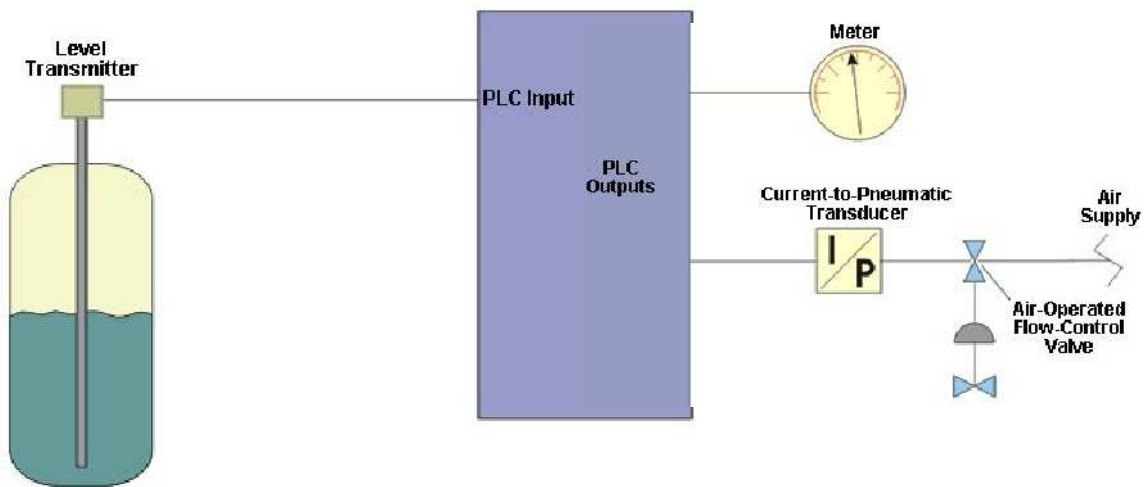 Level
Transmitter
PLC Input
PLC
Outputs
Meter
Current-to-Pneumatic
Transducer
I
P
Air
Supply
Air-Operated
Flow-Control
Valve